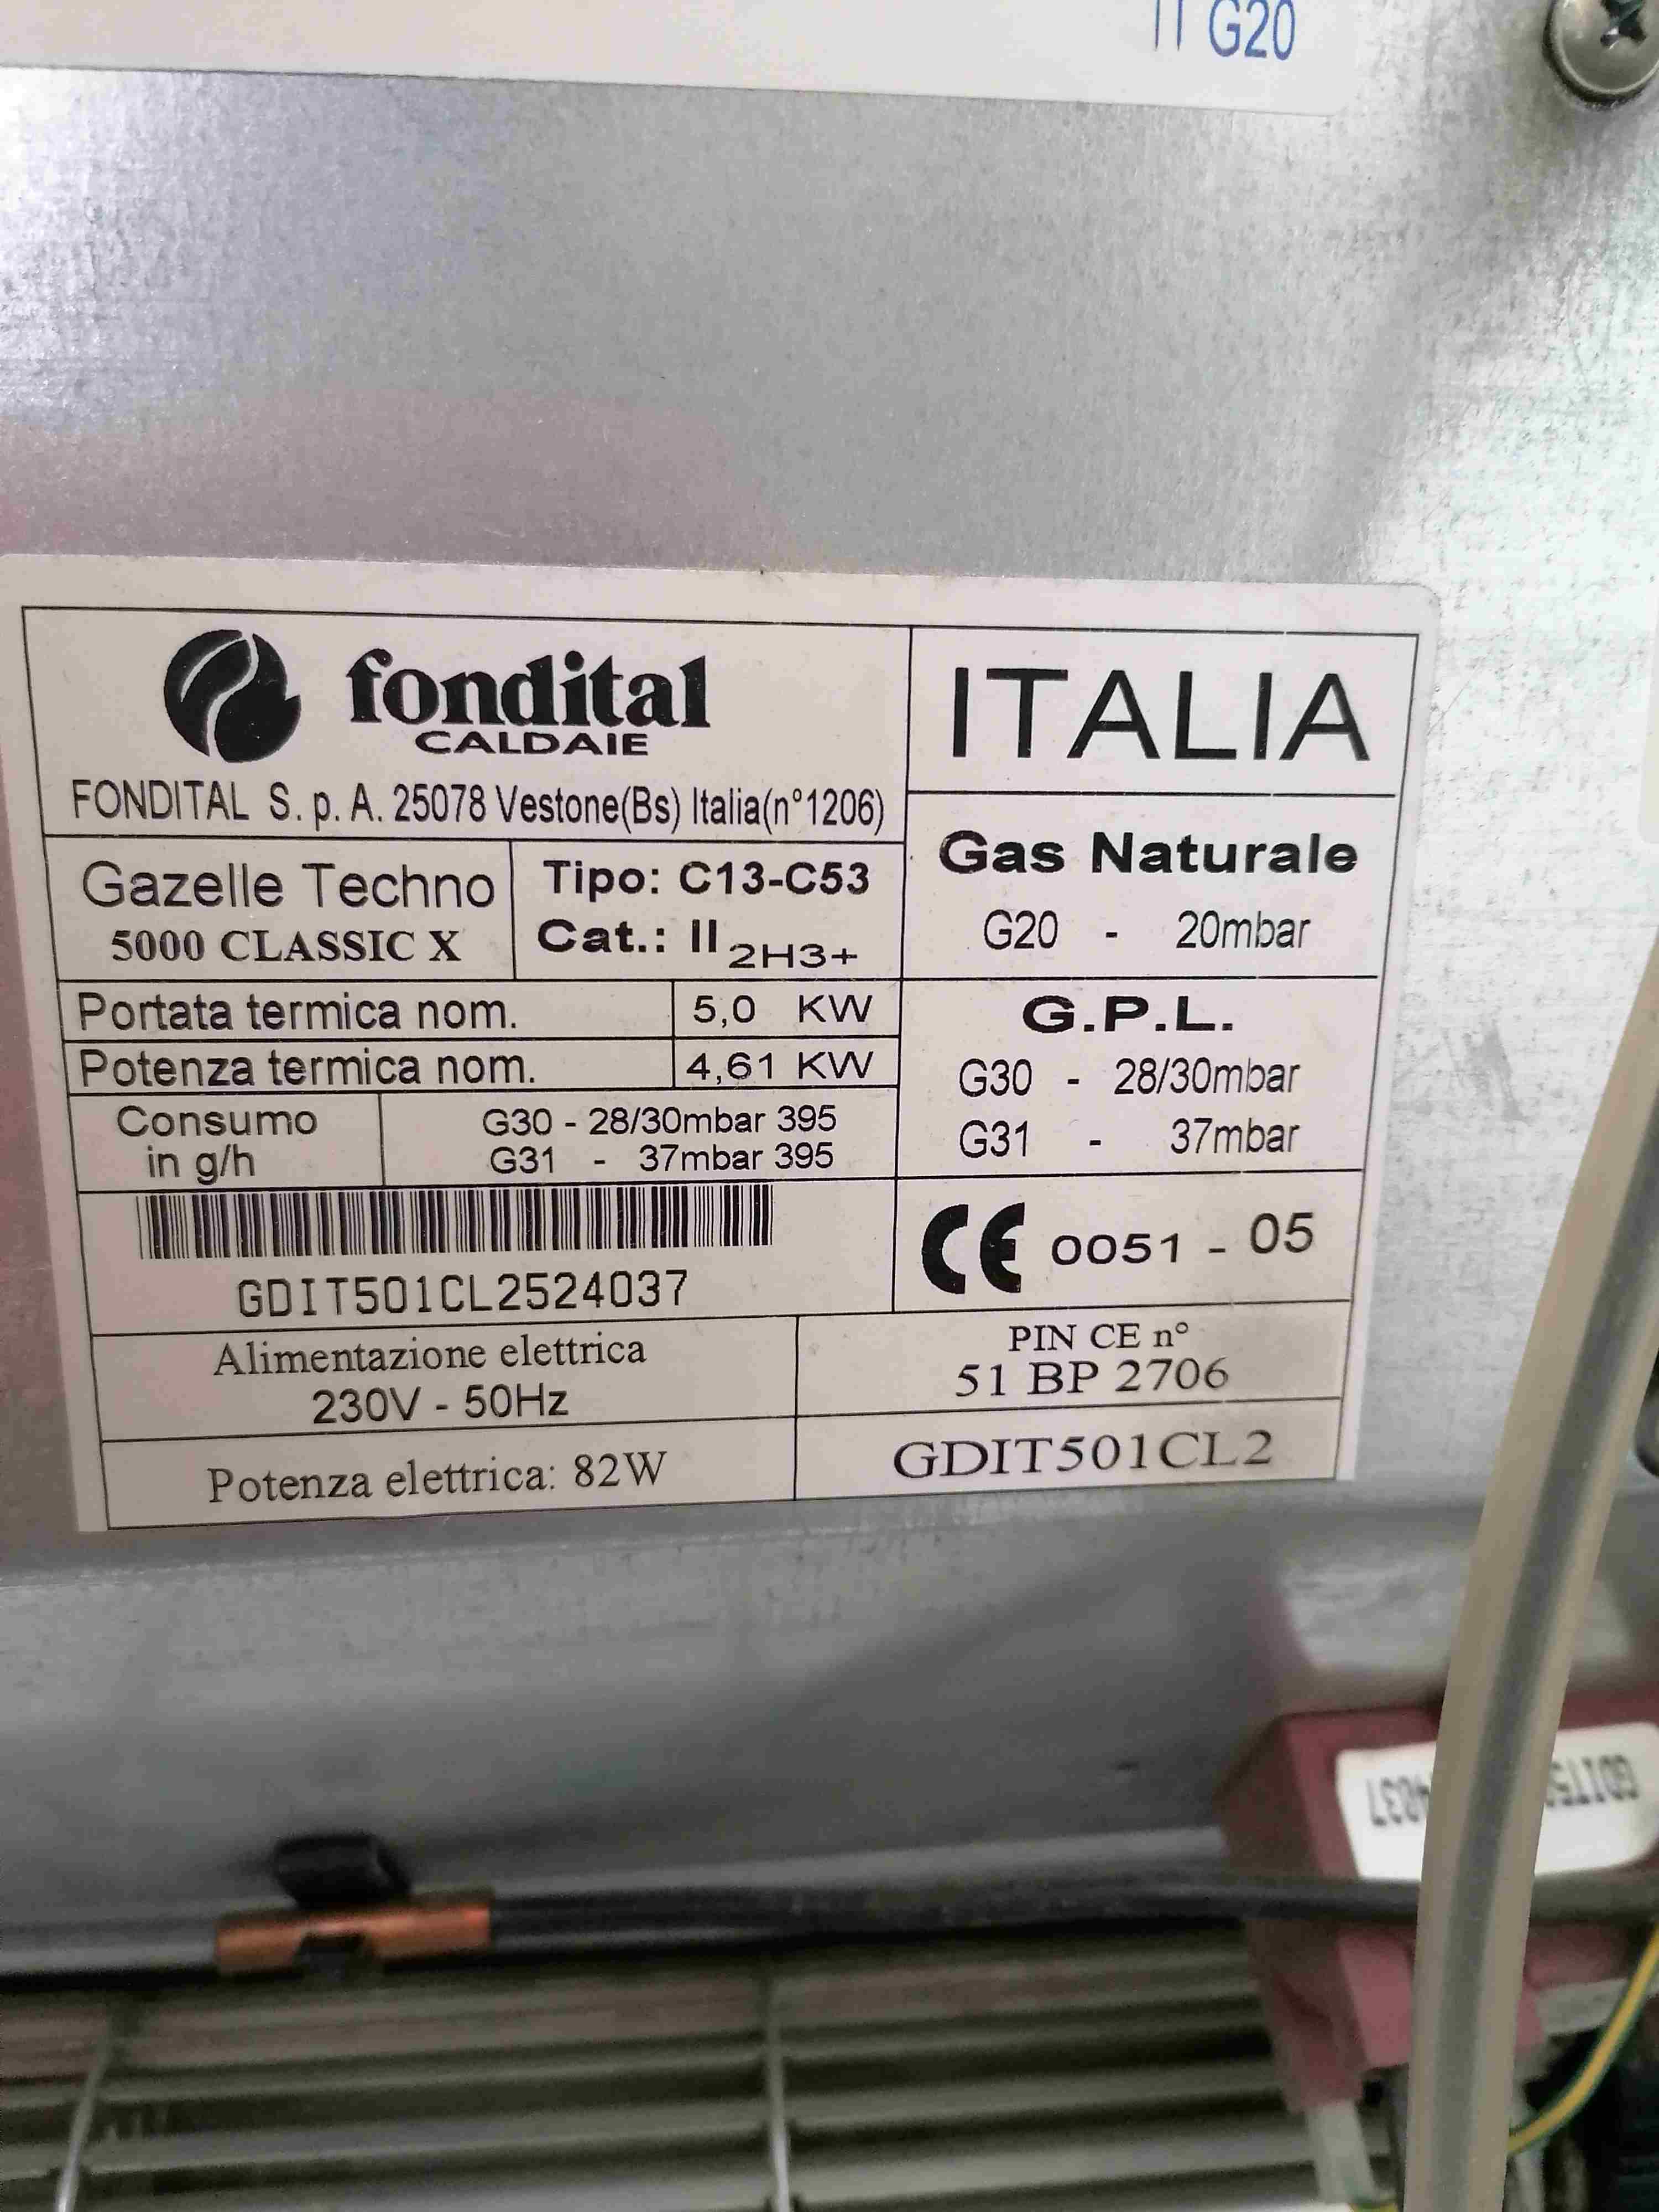 G20
fondital
CALDAIE
FONDITAL S. p. A. 25078 Vestone(Bs) Italia(n°1206)
ITALIA
Gazelle Techno
5000 CLASSIC X
Tipo: C13-C53
Cat.: II 2H3+
Gas Naturale
G20 - 20mbar
Portata termica nom. 5,0 KW
Potenza termica nom. 4,61 KW
G.P.L.
G30 - 28/30mbar
G31 - 37mbar
Consumo
in g/h
G30 - 28/30mbar 395
G31 - 37mbar 395
GDIT501CL2524037
CE 0051 - 05
Alimentazione elettrica
230V - 50Hz
PIN CE n°
51 BP 2706
Potenza elettrica: 82W
GDIT501CL2